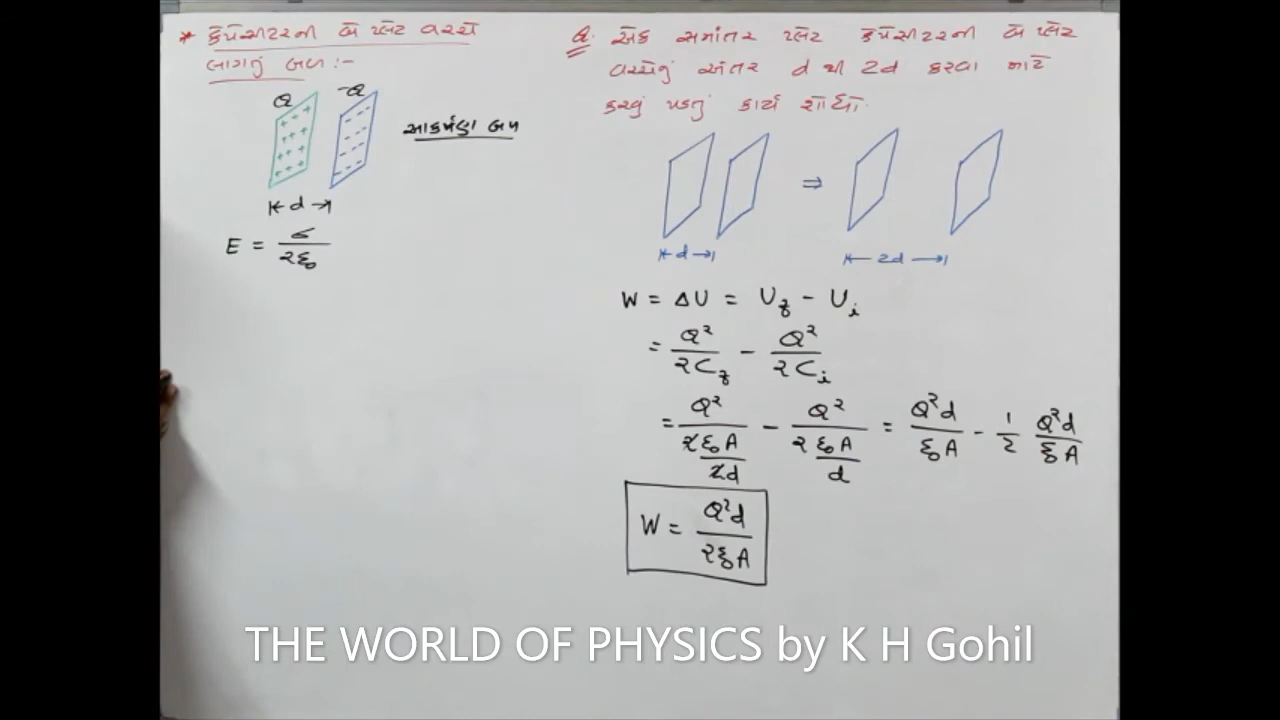 * કેપેસીટરની બે પ્લેટ વચ્ચે
લાગતું બળ :-
Q -Q
આકર્ષણ બળ
d
E = σ / 2ε₀
Q. એક સમાંતર પ્લેટ કેપેસીટરની બે પ્લેટ
વચ્ચેનું અંતર d થી 2d કરવા માટે
કરવું પડતું કાર્ય શોધો.
⇒
d 2d
W = ΔU = U_f - U_i
= Q² / 2C_f - Q² / 2C_i
= Q² / (2ε₀A / 2d) - Q² / (2 ε₀A / d) = Q²d / ε₀A - 1/2 Q²d / ε₀A
W = Q²d / 2ε₀A
THE WORLD OF PHYSICS by K H Gohil